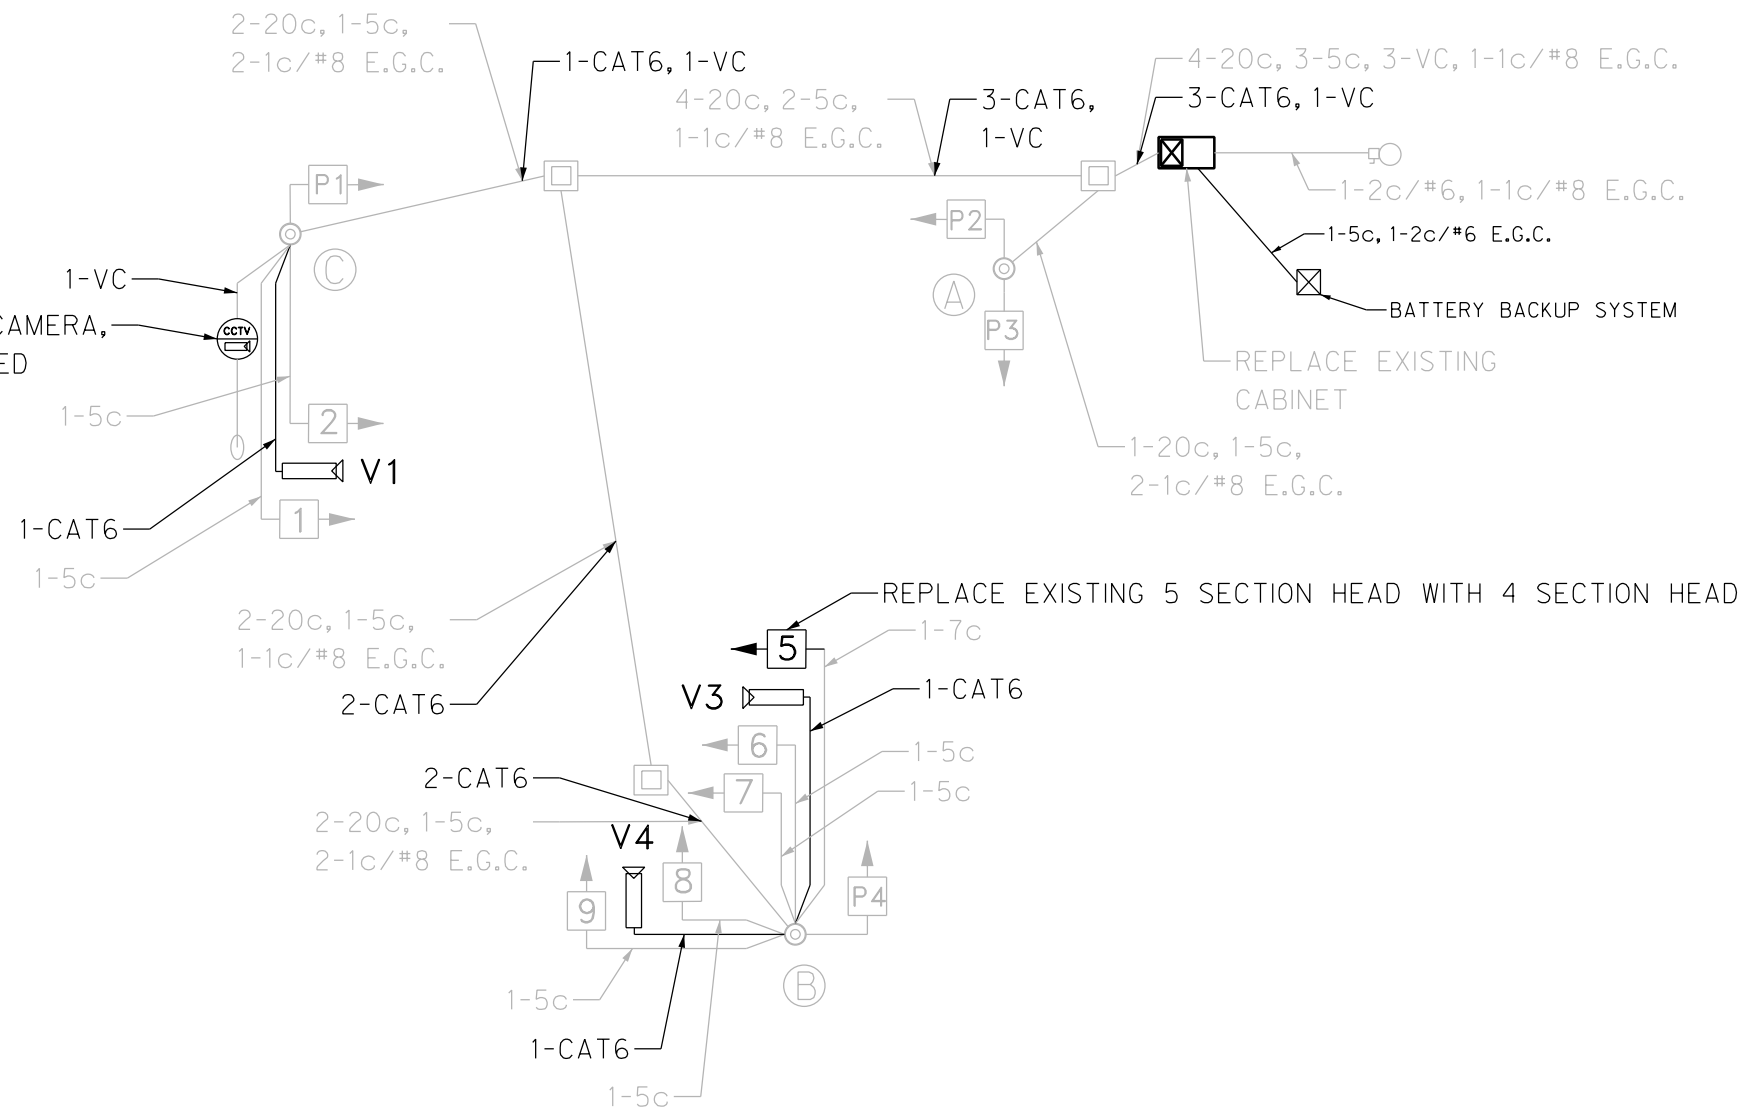 2-20c, 1-5c,
2-1c/#8 E.G.C.
1-CAT6, 1-VC
4-20c, 2-5c,
1-1c/#8 E.G.C.
3-CAT6,
1-VC
4-20c, 3-5c, 3-VC, 1-1c/#8 E.G.C.
3-CAT6, 1-VC
1-2c/#6, 1-1c/#8 E.G.C.
1-5c, 1-2c/#6 E.G.C.
BATTERY BACKUP SYSTEM
REPLACE EXISTING
CABINET
P1
P2
P3
A
C
1-VC
CAMERA,
ED
CCTV
1-5c
2
V1
1
1-CAT6
1-5c
1-20c, 1-5c,
2-1c/#8 E.G.C.
2-20c, 1-5c,
1-1c/#8 E.G.C.
2-CAT6
REPLACE EXISTING 5 SECTION HEAD WITH 4 SECTION HEAD
5
1-7c
V3
1-CAT6
6
1-5c
7
1-5c
2-CAT6
2-20c, 1-5c,
2-1c/#8 E.G.C.
V4
8
9
P4
B
1-5c
1-CAT6
1-5c